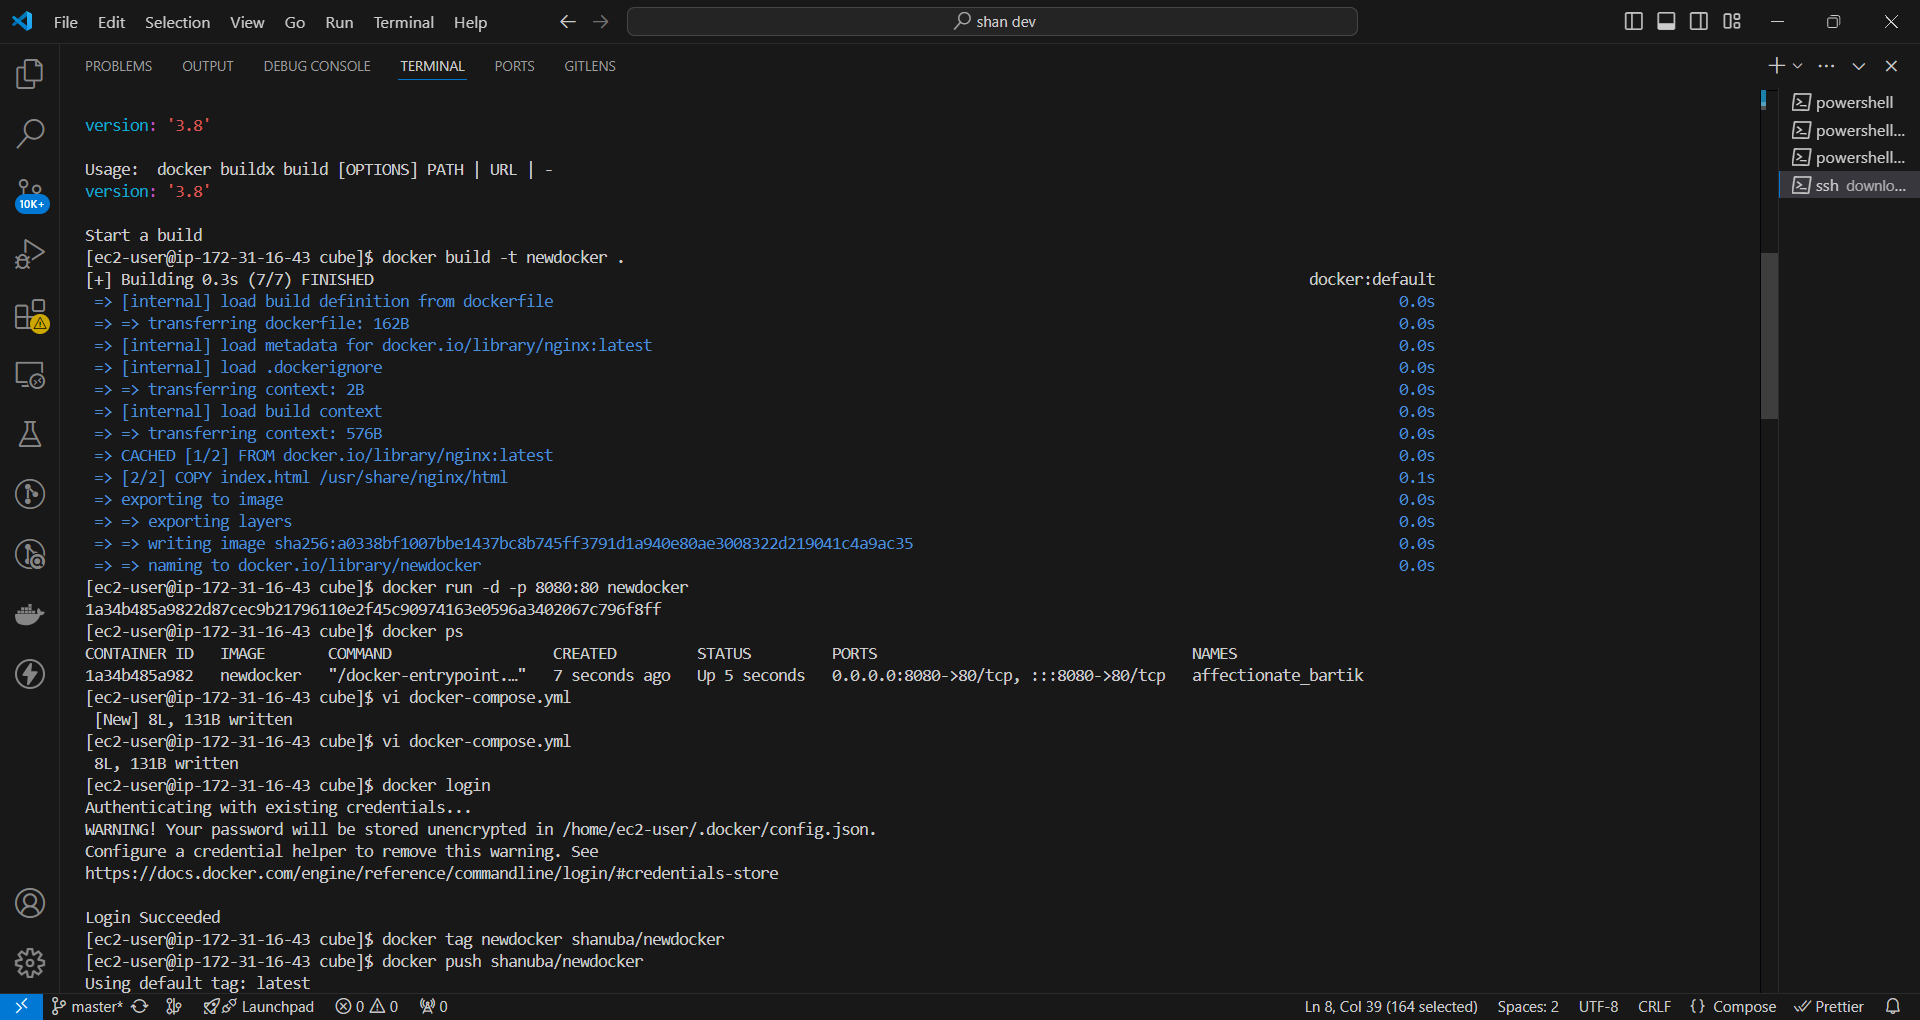 File Edit Selection View Go Run Terminal Help
shan dev
PROBLEMS OUTPUT DEBUG CONSOLE TERMINAL PORTS GITLENS
version: '3.8'
Usage:  docker buildx build [OPTIONS] PATH | URL | -
version: '3.8'
Start a build
[ec2-user@ip-172-31-16-43 cube]$ docker build -t newdocker .
[+] Building 0.3s (7/7) FINISHED docker:default
=> [internal] load build definition from dockerfile 0.0s
=> => transferring dockerfile: 162B 0.0s
=> [internal] load metadata for docker.io/library/nginx:latest 0.0s
=> [internal] load .dockerignore 0.0s
=> => transferring context: 2B 0.0s
=> [internal] load build context 0.0s
=> => transferring context: 576B 0.0s
=> CACHED [1/2] FROM docker.io/library/nginx:latest 0.0s
=> [2/2] COPY index.html /usr/share/nginx/html 0.1s
=> exporting to image 0.0s
=> => exporting layers 0.0s
=> => writing image sha256:a0338bf1007bbe1437bc8b745ff3791d1a940e80ae3008322d219041c4a9ac35 0.0s
=> => naming to docker.io/library/newdocker 0.0s
[ec2-user@ip-172-31-16-43 cube]$ docker run -d -p 8080:80 newdocker
1a34b485a9822d87cec9b21796110e2f45c90974163e0596a3402067c796f8ff
[ec2-user@ip-172-31-16-43 cube]$ docker ps
CONTAINER ID   IMAGE       COMMAND                  CREATED         STATUS         PORTS                                   NAMES
1a34b485a982   newdocker   "/docker-entrypoint.…"   7 seconds ago   Up 5 seconds   0.0.0.0:8080->80/tcp, :::8080->80/tcp   affectionate_bartik
[ec2-user@ip-172-31-16-43 cube]$ vi docker-compose.yml
[New] 8L, 131B written
[ec2-user@ip-172-31-16-43 cube]$ vi docker-compose.yml
8L, 131B written
[ec2-user@ip-172-31-16-43 cube]$ docker login
Authenticating with existing credentials...
WARNING! Your password will be stored unencrypted in /home/ec2-user/.docker/config.json.
Configure a credential helper to remove this warning. See
https://docs.docker.com/engine/reference/commandline/login/#credentials-store
Login Succeeded
[ec2-user@ip-172-31-16-43 cube]$ docker tag newdocker shanuba/newdocker
[ec2-user@ip-172-31-16-43 cube]$ docker push shanuba/newdocker
Using default tag: latest
powershell
powershell...
powershell...
ssh downlo...
10K+
master* Launchpad 0 0 0 Ln 8, Col 39 (164 selected) Spaces: 2 UTF-8 CRLF {} Compose Prettier